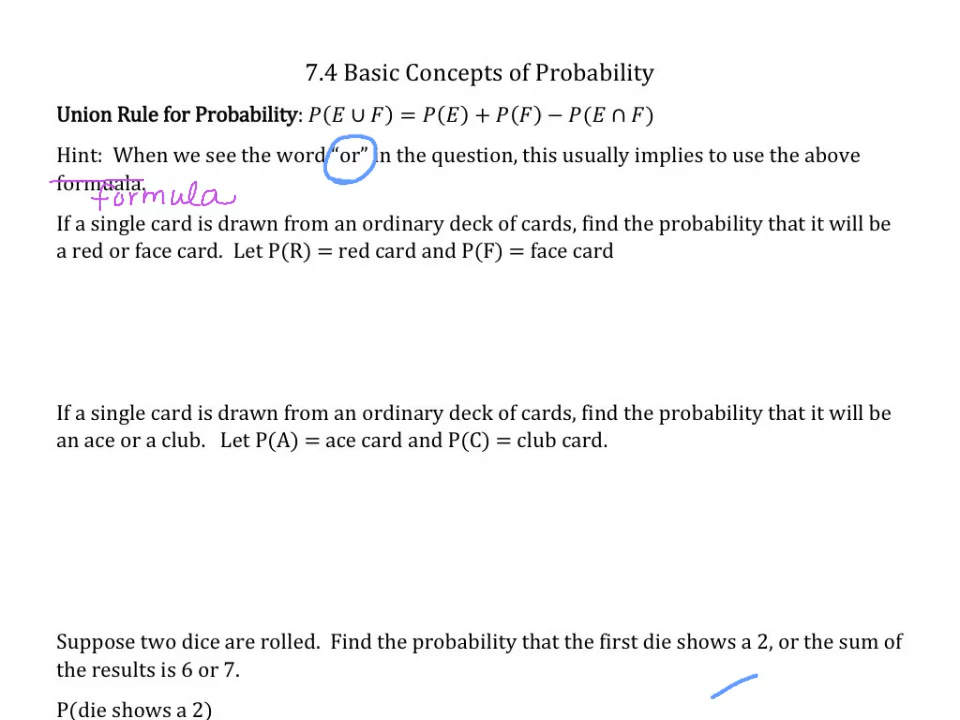 7.4 Basic Concepts of Probability
Union Rule for Probability: P(E ∪ F) = P(E) + P(F) − P(E ∩ F)
Hint: When we see the word “or” in the question, this usually implies to use the above
formuala.
formula
If a single card is drawn from an ordinary deck of cards, find the probability that it will be
a red or face card. Let P(R) = red card and P(F) = face card
If a single card is drawn from an ordinary deck of cards, find the probability that it will be
an ace or a club. Let P(A) = ace card and P(C) = club card.
Suppose two dice are rolled. Find the probability that the first die shows a 2, or the sum of
the results is 6 or 7.
P(die shows a 2)